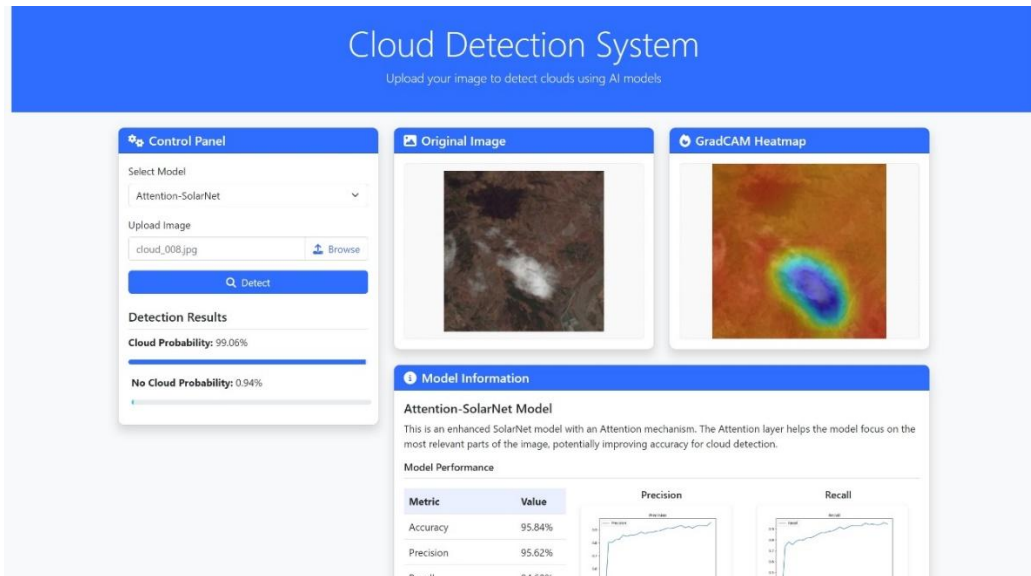 Cloud Detection System
Upload your image to detect clouds using AI models
Control Panel
Select Model
Attention-SolarNet
Upload Image
cloud_008.jpg
Browse
Detect
Detection Results
Cloud Probability: 99.06%
No Cloud Probability: 0.94%
Original Image
GradCAM Heatmap
Model Information
Attention-SolarNet Model
This is an enhanced SolarNet model with an Attention mechanism. The Attention layer helps the model focus on the
most relevant parts of the image, potentially improving accuracy for cloud detection.
Model Performance
Metric Value
Accuracy 95.84%
Precision 95.62%
Precision
Precision
Precision
Recall
Recall